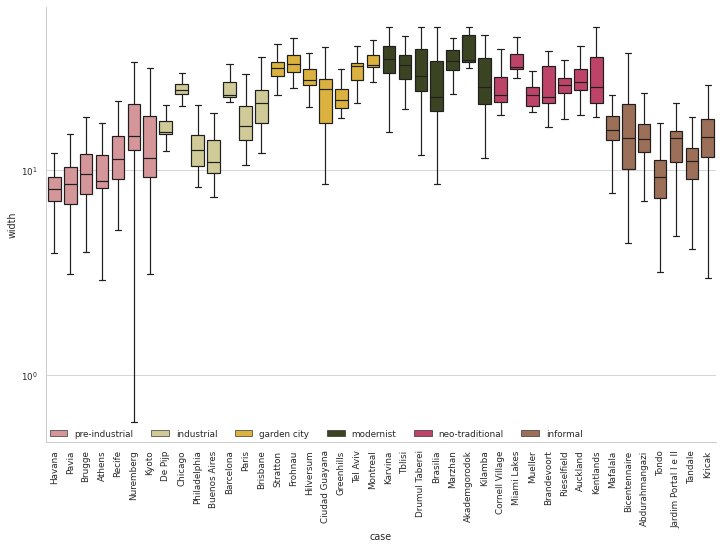 width
10¹
10⁰
pre-industrial
industrial
garden city
modernist
neo-traditional
informal
Havana
Pavia
Brugge
Athens
Recife
Nuremberg
Kyoto
De Pijp
Chicago
Philadelphia
Buenos Aires
Barcelona
Paris
Brisbane
Stratton
Frohnau
Hilversum
Ciudad Guayana
Greenhills
Tel Aviv
Montreal
Karvina
Tblisi
Drumul Taberei
Brasilia
Marzhan
Akademgorodok
Kilamba
Cornell Village
Miami Lakes
Mueller
Brandevoort
Rieselfield
Auckland
Kentlands
Mafalala
Bicentennaire
Abdurahmangazi
Tondo
Jardim Portal I e II
Tandale
Kricak
case